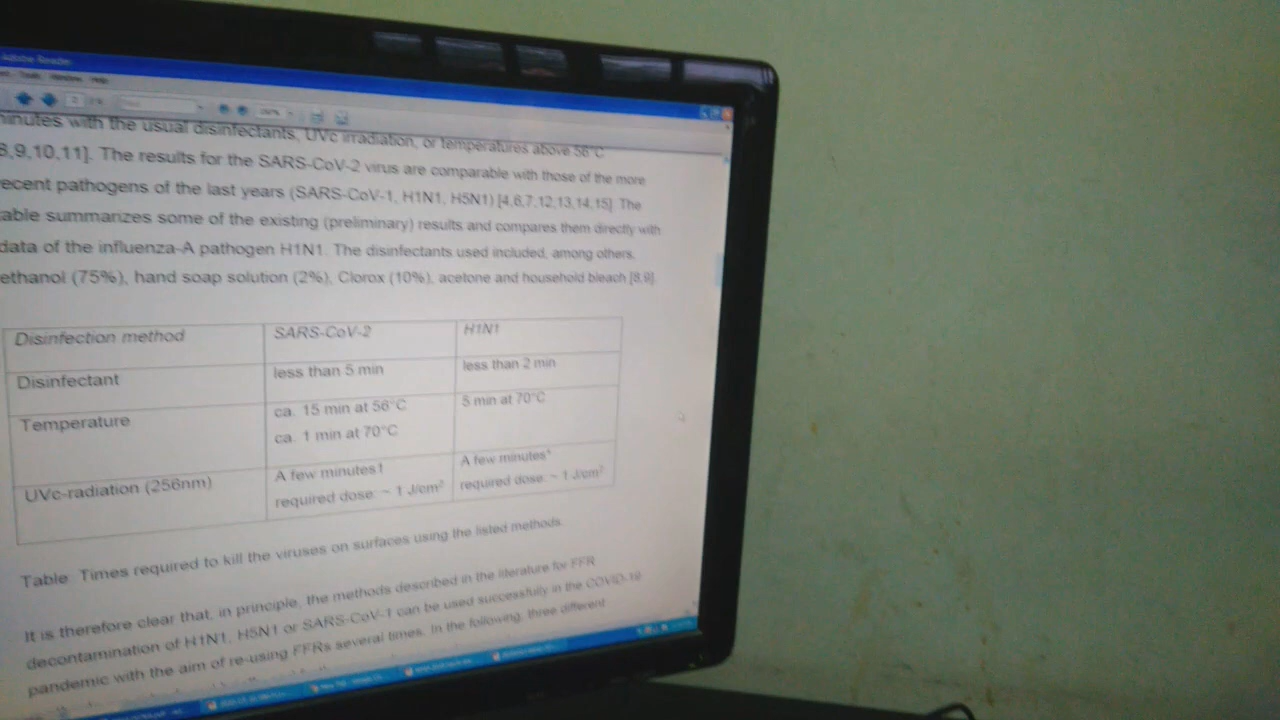 Adobe Reader
minutes with the usual disinfectants, UVc irradiation, or temperatures above 56°C
8,9,10,11]. The results for the SARS-CoV-2 virus are comparable with those of the more
recent pathogens of the last years (SARS-CoV-1, H1N1, H5N1) [4,6,7,12,13,14,15]. The
table summarizes some of the existing (preliminary) results and compares them directly with
data of the influenza-A pathogen H1N1. The disinfectants used included, among others,
ethanol (75%), hand soap solution (2%), Clorox (10%), acetone and household bleach [8,9].
Disinfection method SARS-CoV-2 H1N1
Disinfectant less than 5 min less than 2 min
Temperature ca. 15 min at 56°C 5 min at 70°C
ca. 1 min at 70°C
UVc-radiation (256nm) A few minutes† A few minutes*
required dose: ~ 1 J/cm² required dose: ~ 1 J/cm²
Table: Times required to kill the viruses on surfaces using the listed methods.
It is therefore clear that, in principle, the methods described in the literature for FFR
decontamination of H1N1, H5N1 or SARS-CoV-1 can be used successfully in the COVID-19
pandemic with the aim of re-using FFRs several times. In the following, three different